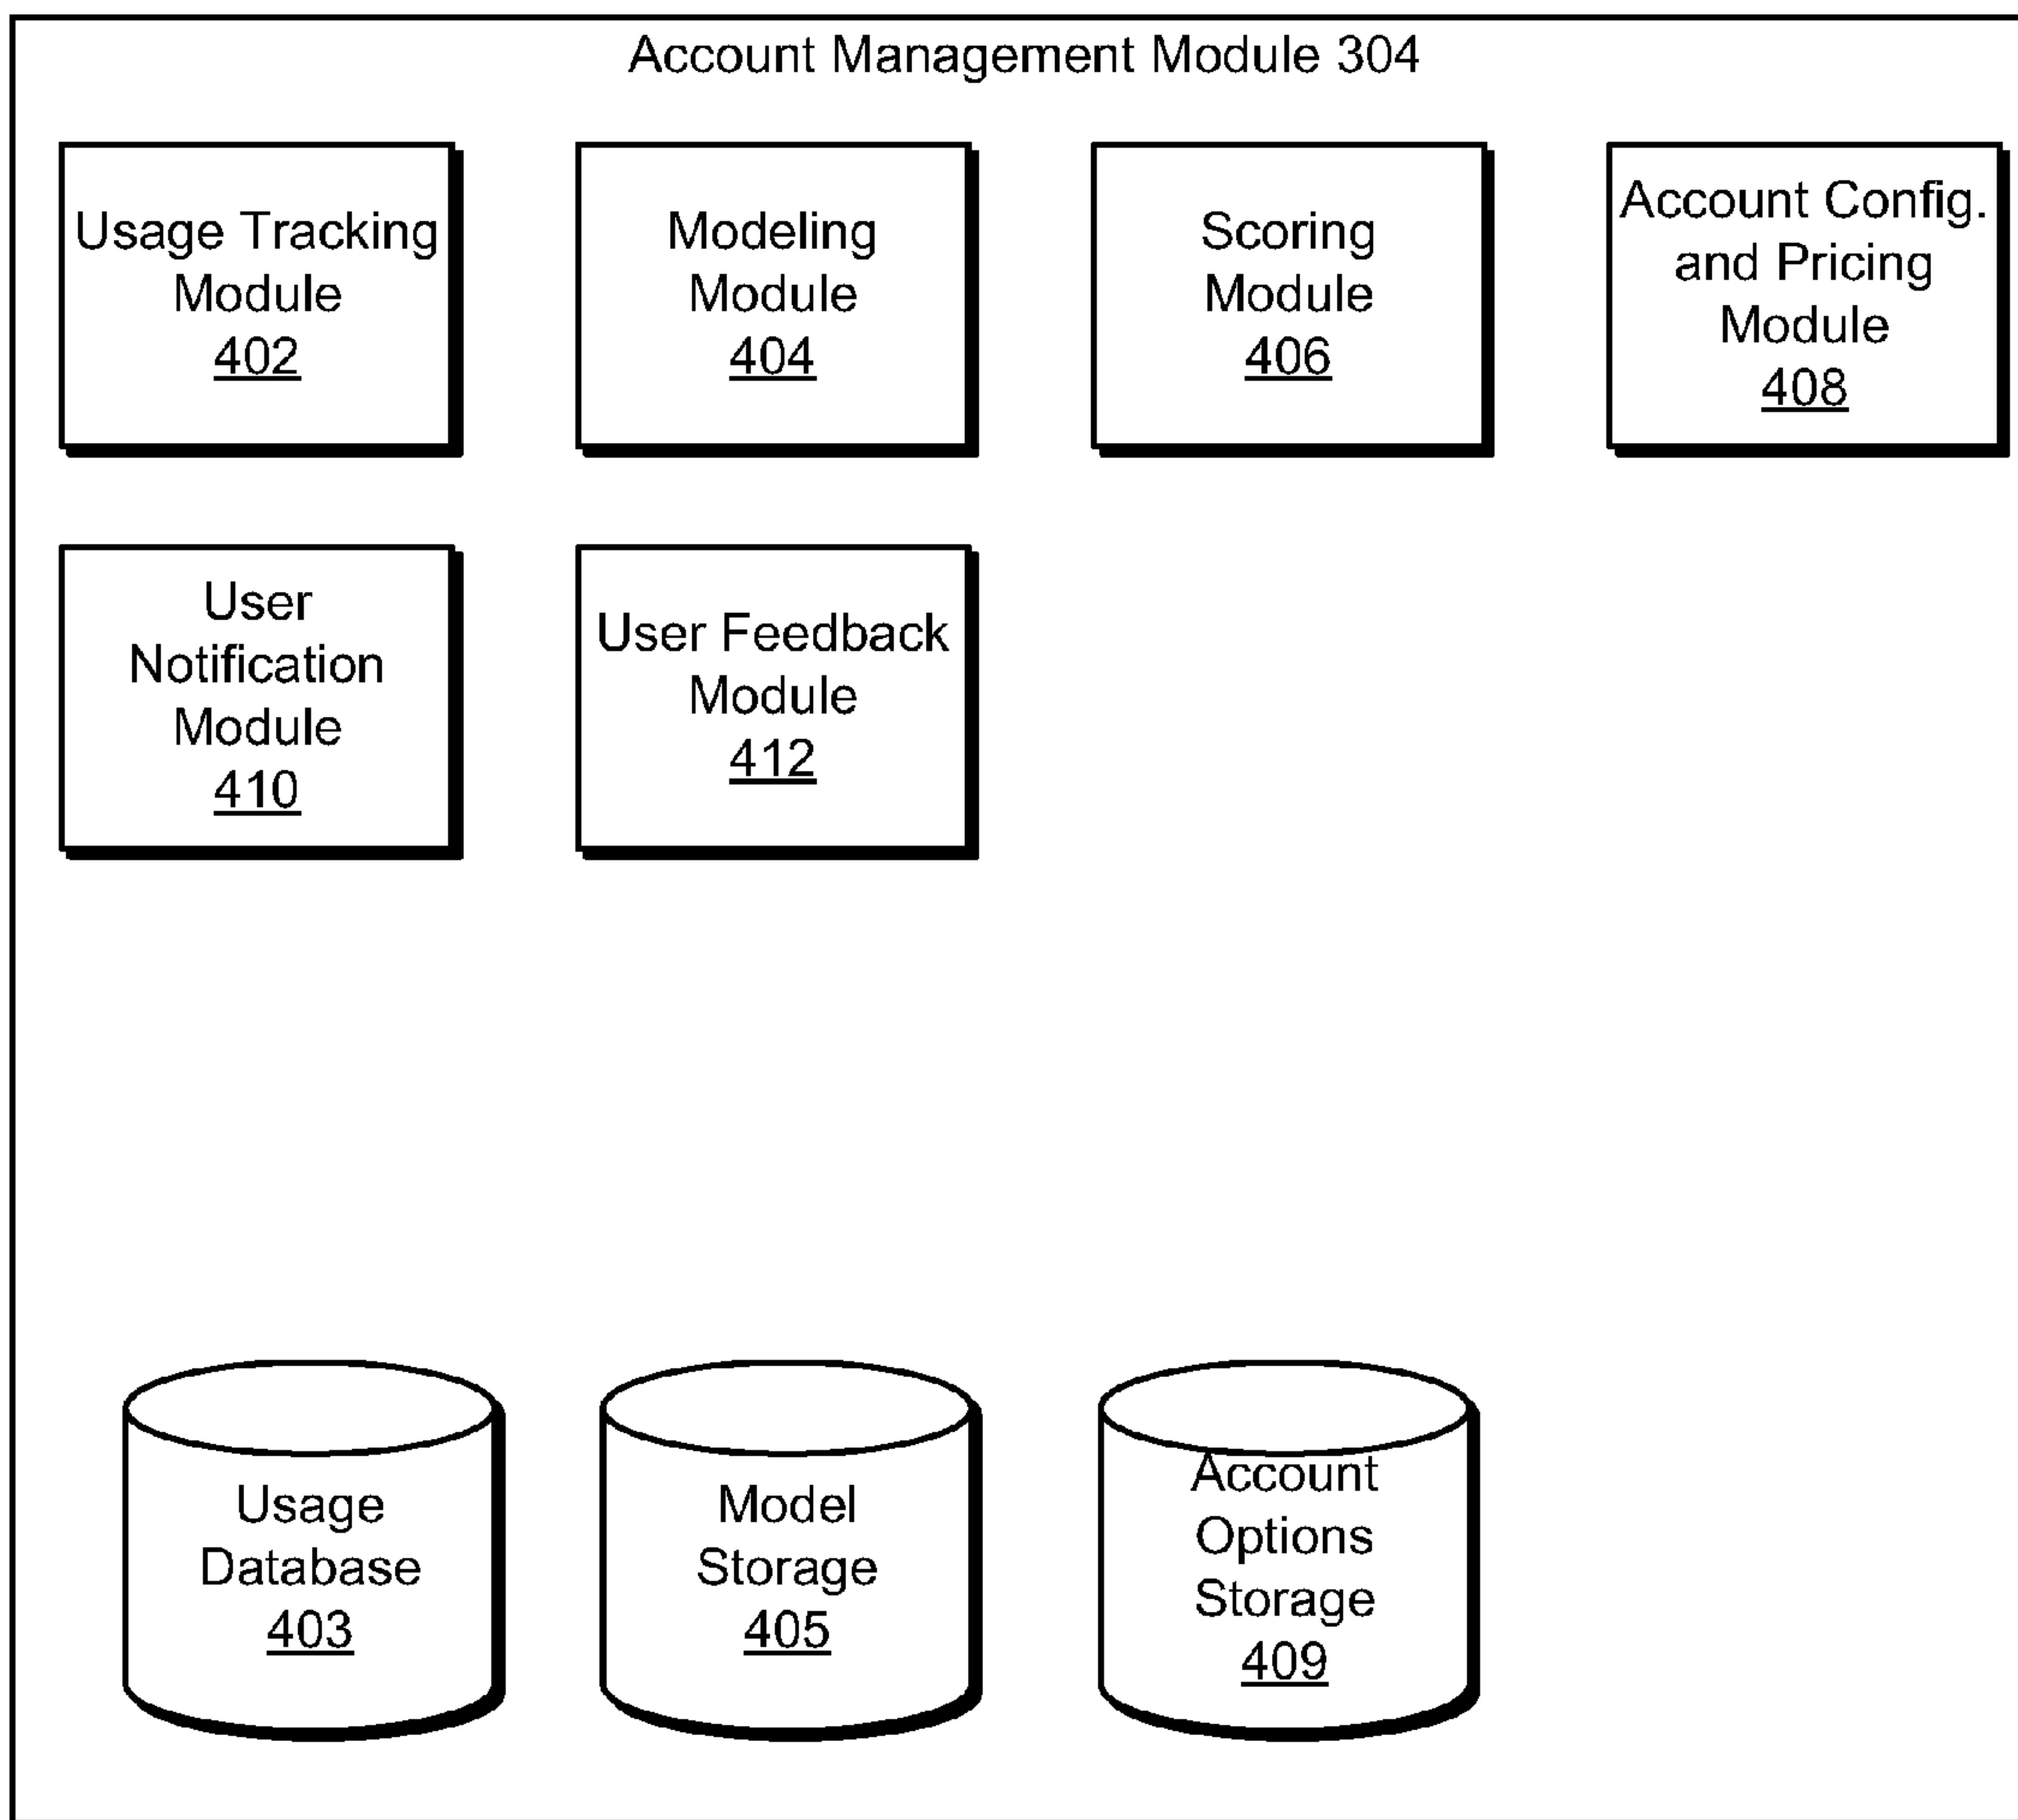 Account Management Module 304
Usage Tracking
Module
402
Modeling
Module
404
Scoring
Module
406
Account Config.
and Pricing
Module
408
User
Notification
Module
410
User Feedback
Module
412
Usage
Database
403
Model
Storage
405
Account
Options
Storage
409